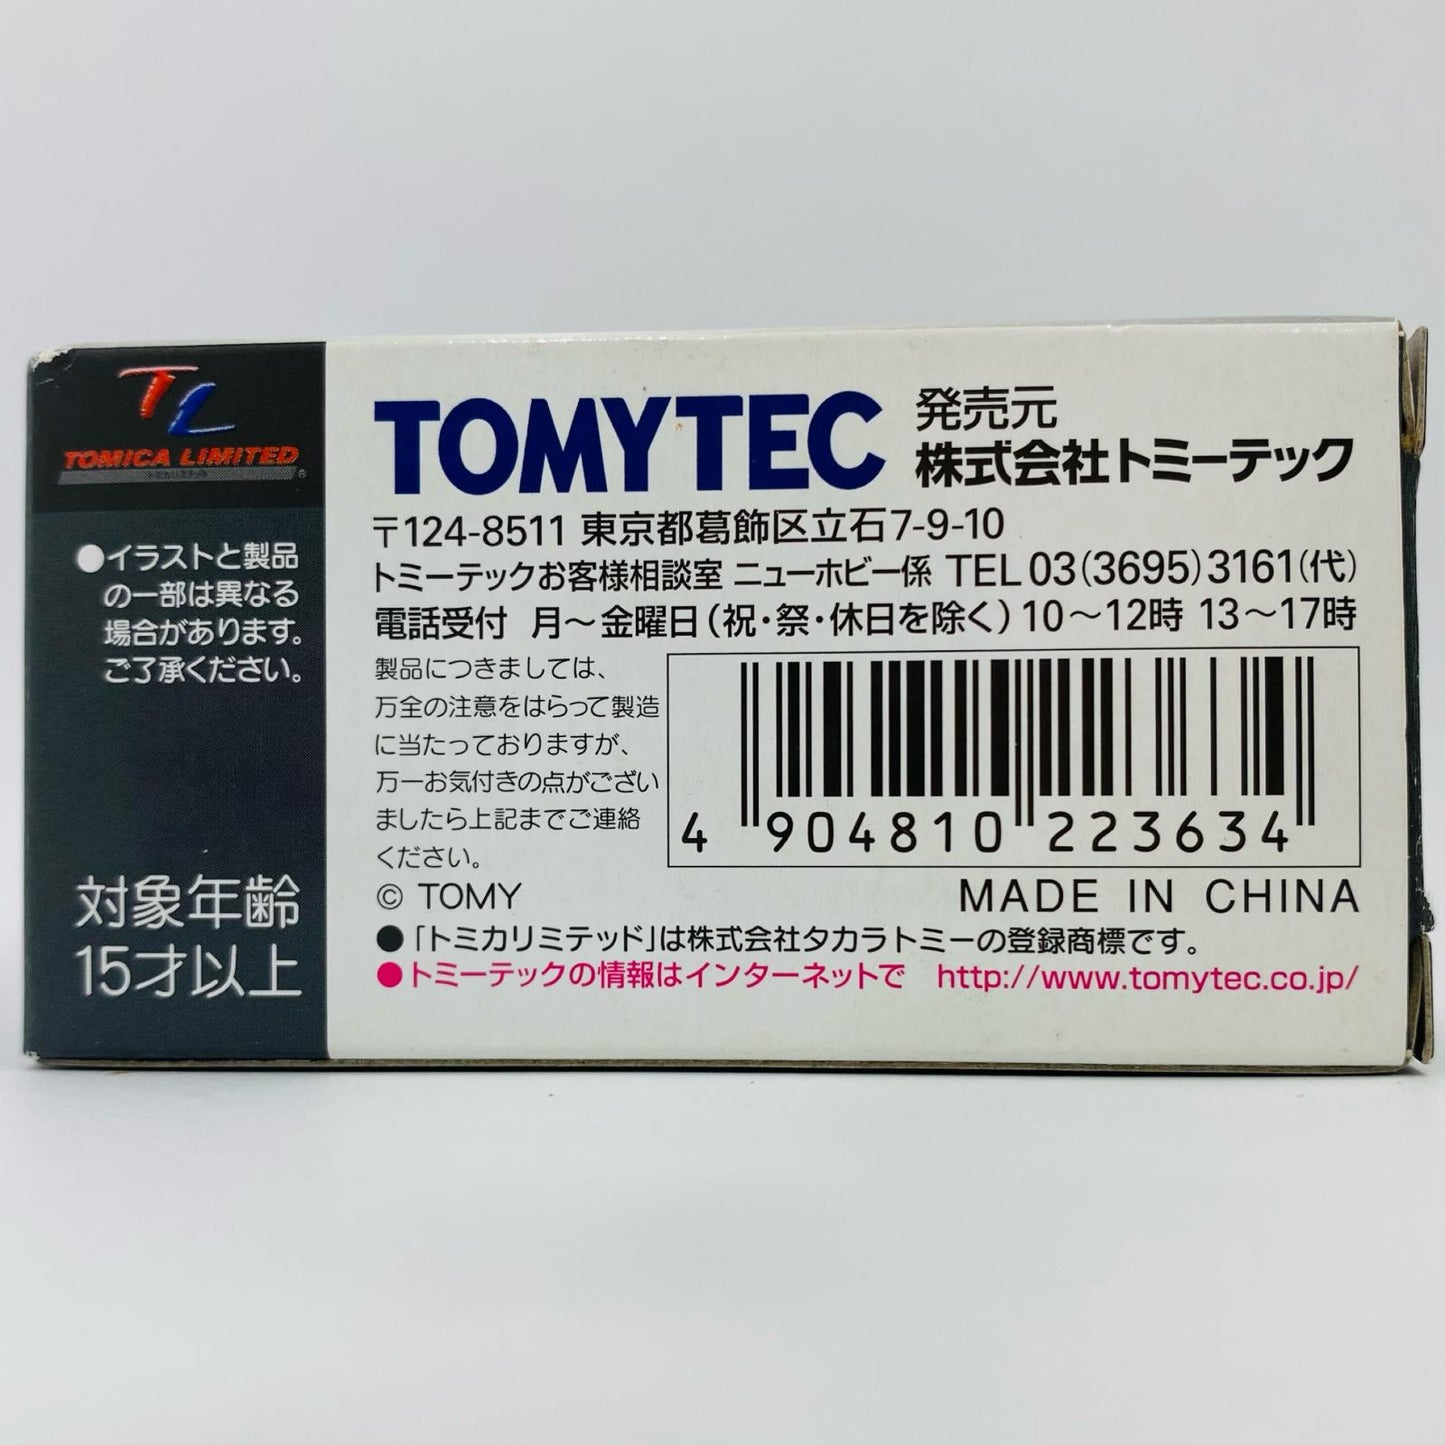 TL
TOMICA LIMITED
®
●イラストと製品
の一部は異なる
場合があります。
ご了承ください。
対象年齢
15才以上
TOMYTEC
発売元
株式会社トミーテック
〒124-8511 東京都葛飾区立石7-9-10
トミーテックお客様相談室 ニューホビー係 TEL 03(3695)3161(代)
電話受付 月～金曜日(祝・祭・休日を除く) 10～12時 13～17時
製品につきましては、
万全の注意をはらって製造
に当たっておりますが、
万一お気付きの点がござい
ましたら上記までご連絡
ください。
4 904810 223634
© TOMY
MADE IN CHINA
●「トミカリミテッド」は株式会社タカラトミーの登録商標です。
●トミーテックの情報はインターネットで http://www.tomytec.co.jp/